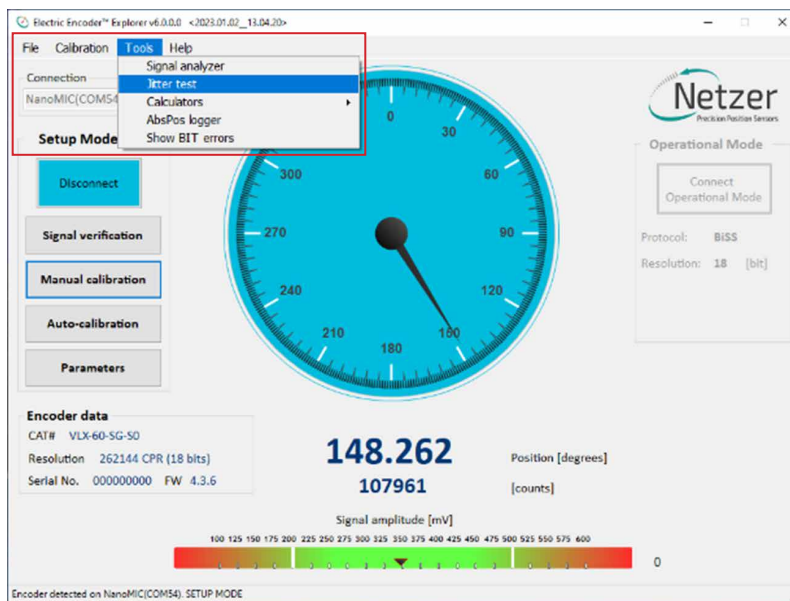 Electric Encoder™ Explorer v6.0.0.0 <2023.01.02__13.04.20>
File Calibration Tools Help
Signal analyzer
Jitter test
Calculators
AbsPos logger
Show BIT errors
Connection
NanoMIC(COM54
Setup Mode
Disconnect
Signal verification
Manual calibration
Auto-calibration
Parameters
0
30
60
90
120
150
180
210
240
270
300
Netzer
Precision Position Sensors
Operational Mode
Connect
Operational Mode
Protocol: BiSS
Resolution: 18 [bit]
Encoder data
CAT# VLX-60-SG-S0
Resolution 262144 CPR (18 bits)
Serial No. 000000000 FW 4.3.6
148.262 Position [degrees]
107961 [counts]
Signal amplitude [mV]
100 125 150 175 200 225 250 275 300 325 350 375 400 425 450 475 500 525 550 575 600
0
Encoder detected on NanoMIC(COM54). SETUP MODE